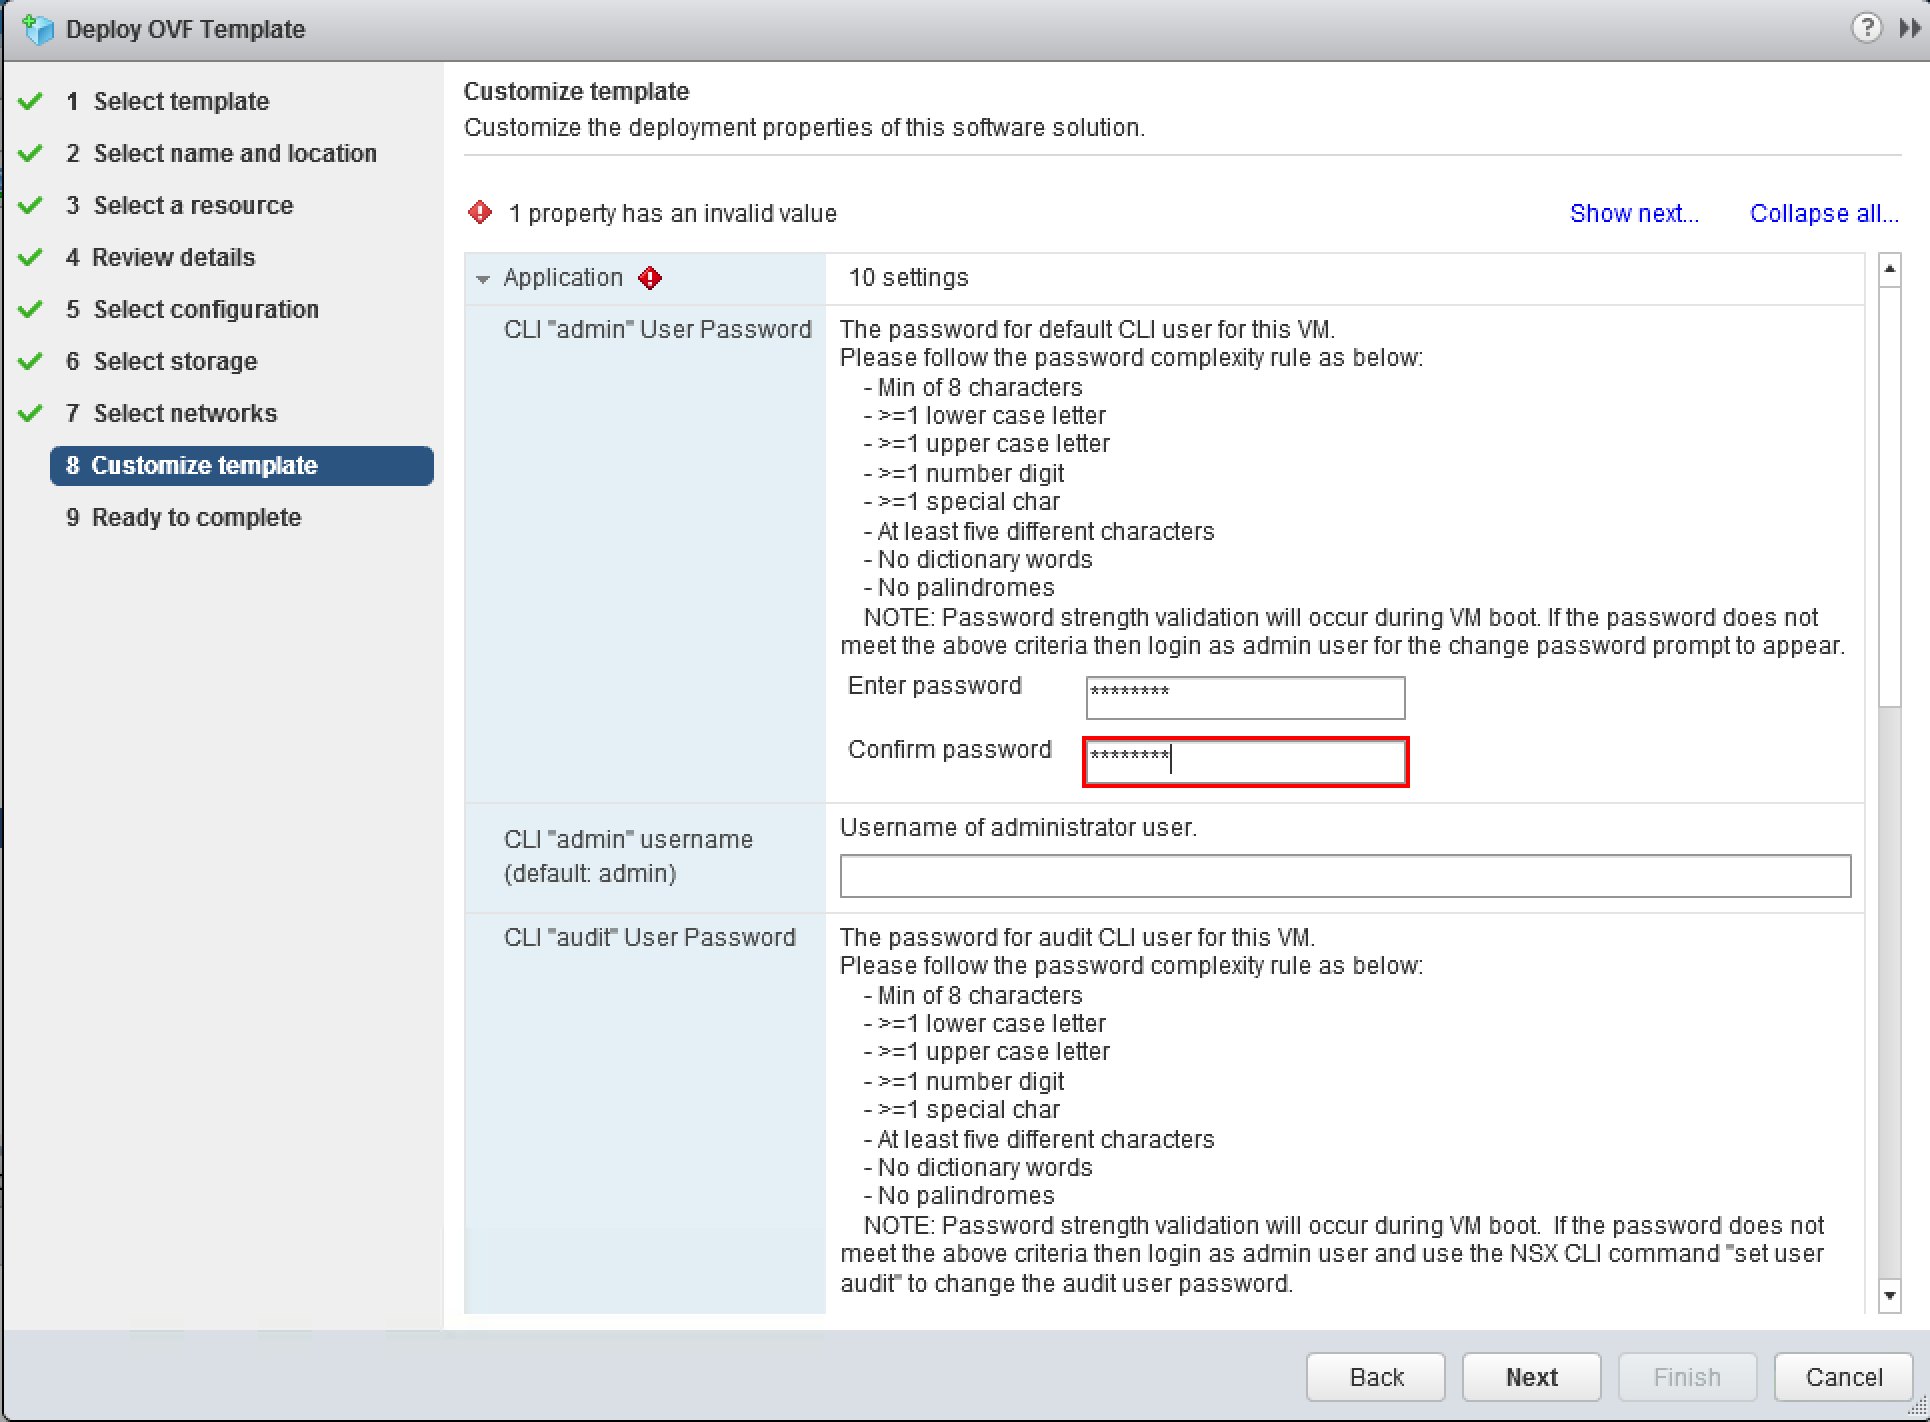 Deploy OVF Template
1 Select template
2 Select name and location
3 Select a resource
4 Review details
5 Select configuration
6 Select storage
7 Select networks
8 Customize template
9 Ready to complete
Customize template
Customize the deployment properties of this software solution.
1 property has an invalid value
Show next...
Collapse all...
Application
10 settings
CLI "admin" User Password
The password for default CLI user for this VM.
Please follow the password complexity rule as below:
- Min of 8 characters
- >=1 lower case letter
- >=1 upper case letter
- >=1 number digit
- >=1 special char
- At least five different characters
- No dictionary words
- No palindromes
NOTE: Password strength validation will occur during VM boot. If the password does not
meet the above criteria then login as admin user for the change password prompt to appear.
Enter password ********
Confirm password ********
CLI "admin" username
(default: admin)
Username of administrator user.
CLI "audit" User Password
The password for audit CLI user for this VM.
Please follow the password complexity rule as below:
- Min of 8 characters
- >=1 lower case letter
- >=1 upper case letter
- >=1 number digit
- >=1 special char
- At least five different characters
- No dictionary words
- No palindromes
NOTE: Password strength validation will occur during VM boot.  If the password does not
meet the above criteria then login as admin user and use the NSX CLI command "set user
audit" to change the audit user password.
Back
Next
Finish
Cancel